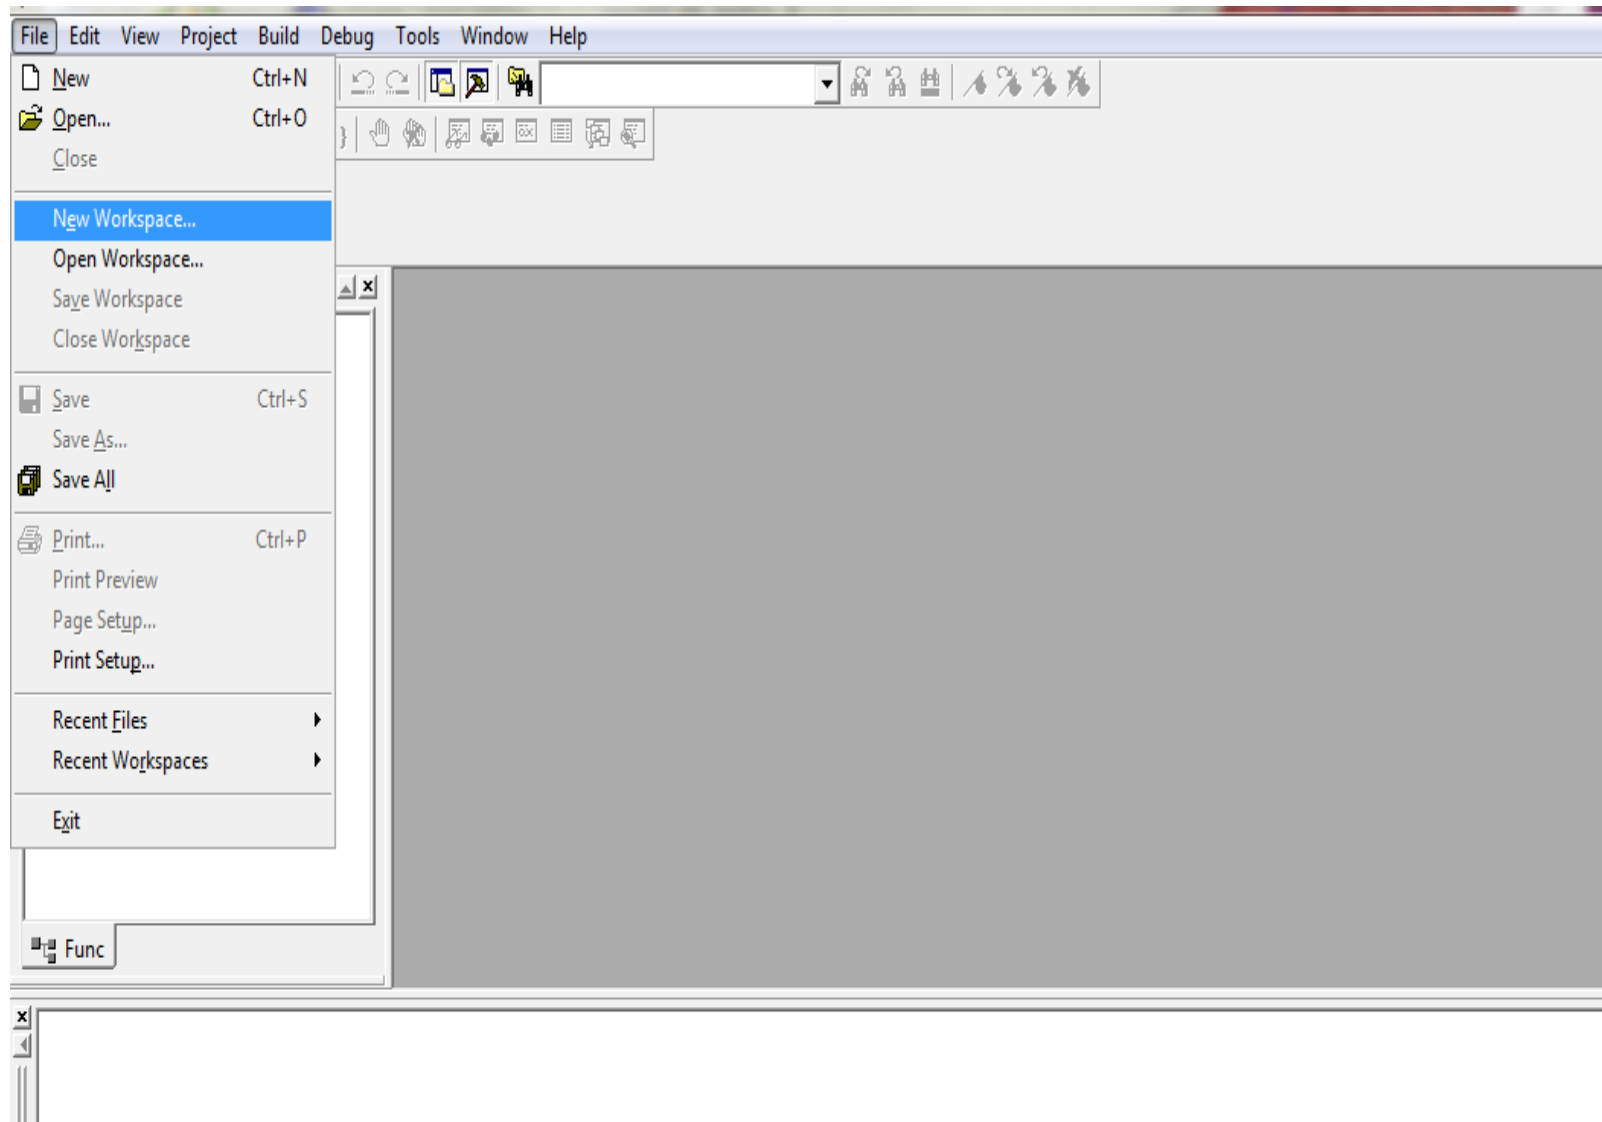 File Edit View Project Build Debug Tools Window Help
New Ctrl+N
Open... Ctrl+O
Close
New Workspace...
Open Workspace...
Save Workspace
Close Workspace
Save Ctrl+S
Save As...
Save All
Print... Ctrl+P
Print Preview
Page Setup...
Print Setup...
Recent Files
Recent Workspaces
Exit
Func